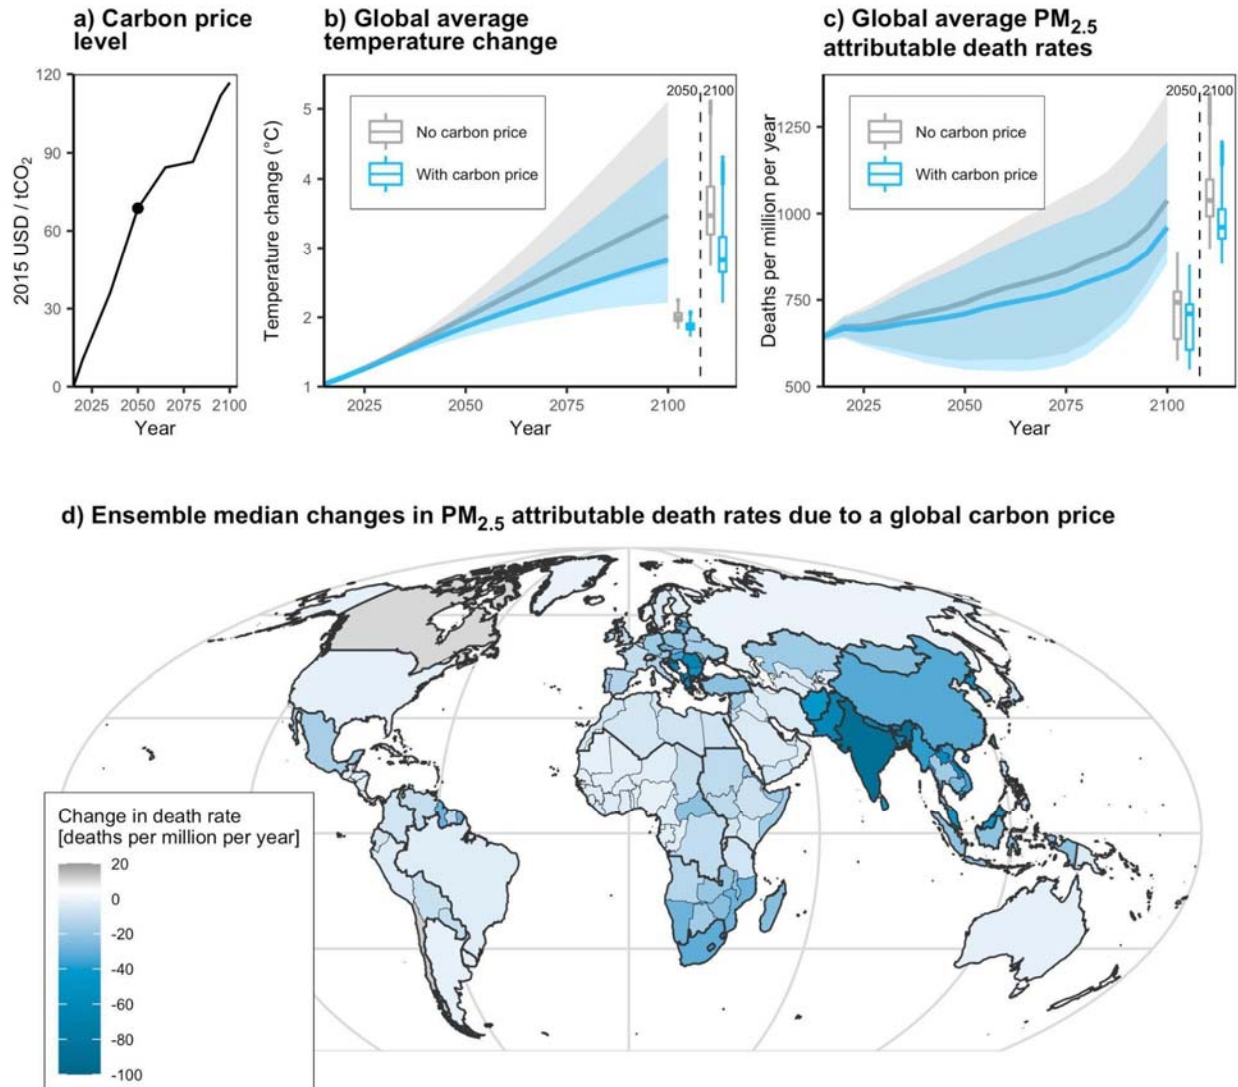 a) Carbon price
level
120
90
60
30
0
2025 2050 2075 2100
Year
2015 USD / tCO2
b) Global average
temperature change
5
4
3
2
1
2025 2050 2075 2100
Year
Temperature change (°C)
No carbon price
With carbon price
2050 2100
c) Global average PM2.5
attributable death rates
1250
1000
750
500
2025 2050 2075 2100
Year
Deaths per million per year
No carbon price
With carbon price
2050 2100
d) Ensemble median changes in PM2.5 attributable death rates due to a global carbon price
Change in death rate
[deaths per million per year]
20
0
-20
-40
-60
-80
-100